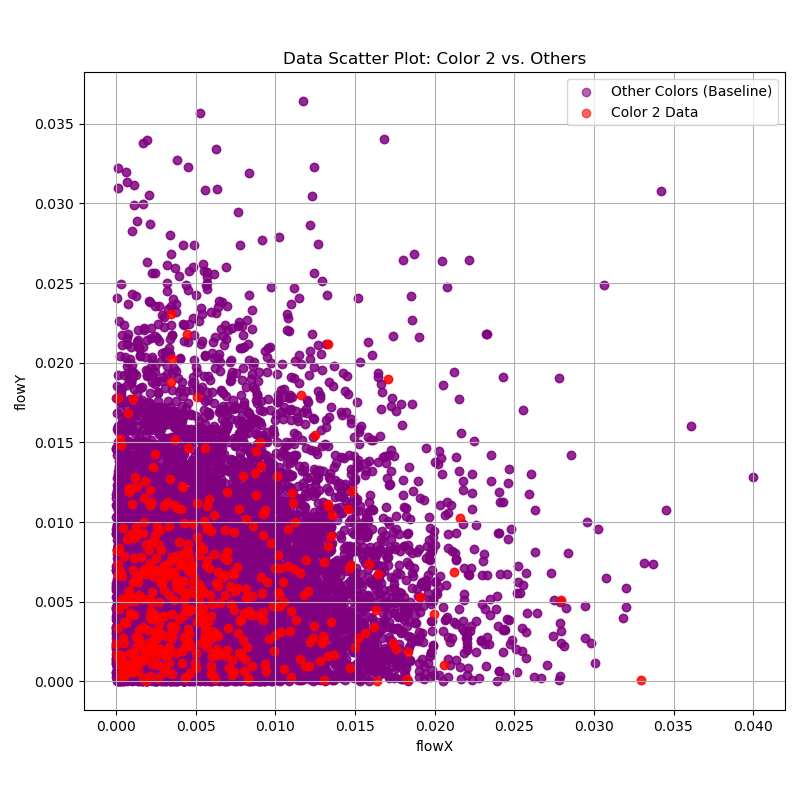 Data Scatter Plot: Color 2 vs. Others
Other Colors (Baseline)
Color 2 Data
flowY
0.035
0.030
0.025
0.020
0.015
0.010
0.005
0.000
0.000 0.005 0.010 0.015 0.020 0.025 0.030 0.035 0.040
flowX